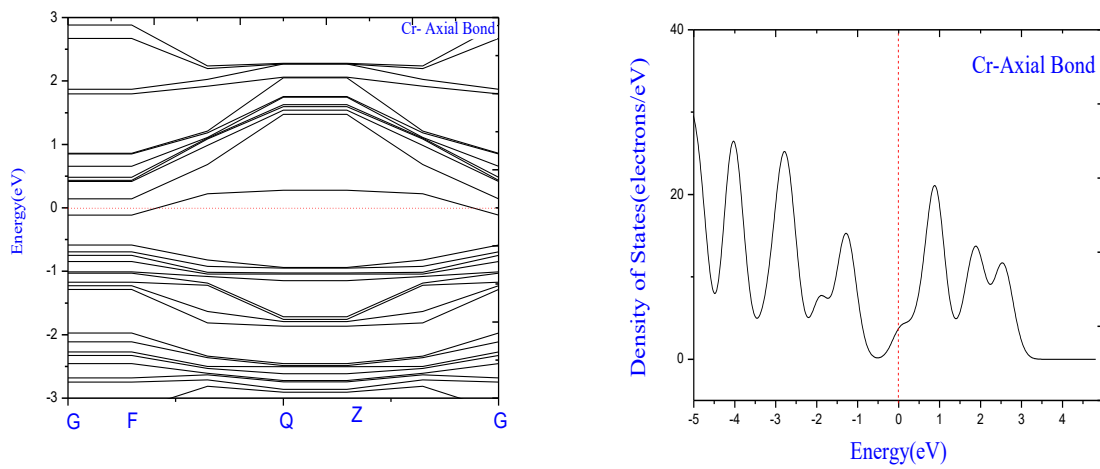 Cr- Axial Bond
3
2
1
0
-1
-2
-3
Energy(eV)
G F Q Z G
Cr-Axial Bond
40
20
0
Density of States(electrons/eV)
-5 -4 -3 -2 -1 0 1 2 3 4
Energy(eV)